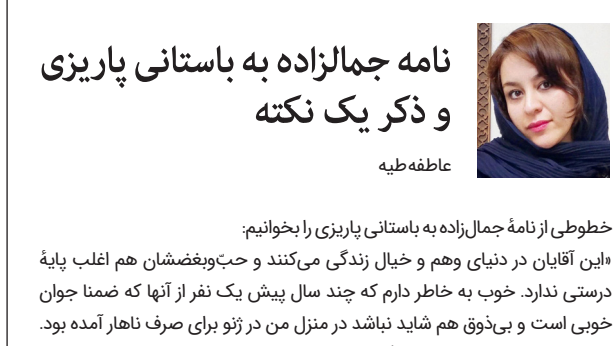 نامه جمالزاده به باستانی پاریزی
و ذکر یک نکته
عاطفه طیه
خطوطی از نامهٔ جمال‌زاده به باستانی پاریزی را بخوانیم:
«این آقایان در دنیای وهم و خیال زندگی می‌کنند و حبّ‌وبغضشان هم اغلب پایهٔ
درستی ندارد. خوب به خاطر دارم که چند سال پیش یک نفر از آنها که ضمنا جوان
خوبی است و بی‌ذوق هم شاید نباشد در منزل من در ژنو برای صرف ناهار آمده بود.